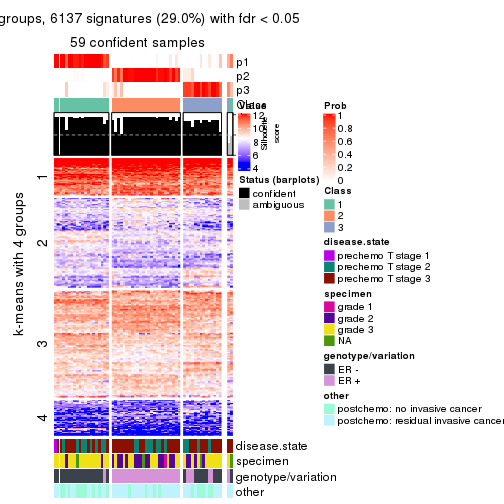 groups, 6137 signatures (29.0%) with fdr < 0.05
59 confident samples
p1
p2
p3
Class
Value
12
10
8
6
4
Silhouette
score
Status (barplots)
confident
ambiguous
Prob
1
0.8
0.6
0.4
0.2
0
Class
1
2
3
disease.state
prechemo T stage 1
prechemo T stage 2
prechemo T stage 3
specimen
grade 1
grade 2
grade 3
NA
genotype/variation
ER -
ER +
other
postchemo: no invasive cancer
postchemo: residual invasive cancer
k-means with 4 groups
1
2
3
4
disease.state
specimen
genotype/variation
other